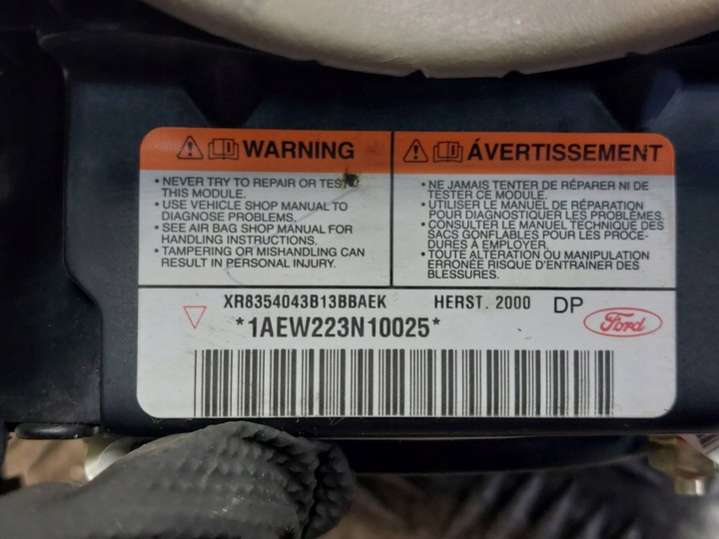 WARNING
• NEVER TRY TO REPAIR OR TEST
THIS MODULE.
• USE VEHICLE SHOP MANUAL TO
DIAGNOSE PROBLEMS.
• SEE AIR BAG SHOP MANUAL FOR
HANDLING INSTRUCTIONS.
• TAMPERING OR MISHANDLING CAN
RESULT IN PERSONAL INJURY.
ÁVERTISSEMENT
• NE JAMAIS TENTER DE RÉPARER NI DE
TESTER CE MODULE.
• UTILISER LE MANUEL DE RÉPARATION
POUR DIAGNOSTIQUER LES PROBLÈMES.
• CONSULTER LE MANUEL TECHNIQUE DES
SACS GONFLABLES POUR LES PROCE-
DURES À EMPLOYER.
• TOUTE ALTÉRATION OU MANIPULATION
ERRONÉE RISQUE D'ENTRAINER DES
BLESSURES.
XR8354043B13BBAEK HERST. 2000 DP
*1AEW223N10025*
Ford